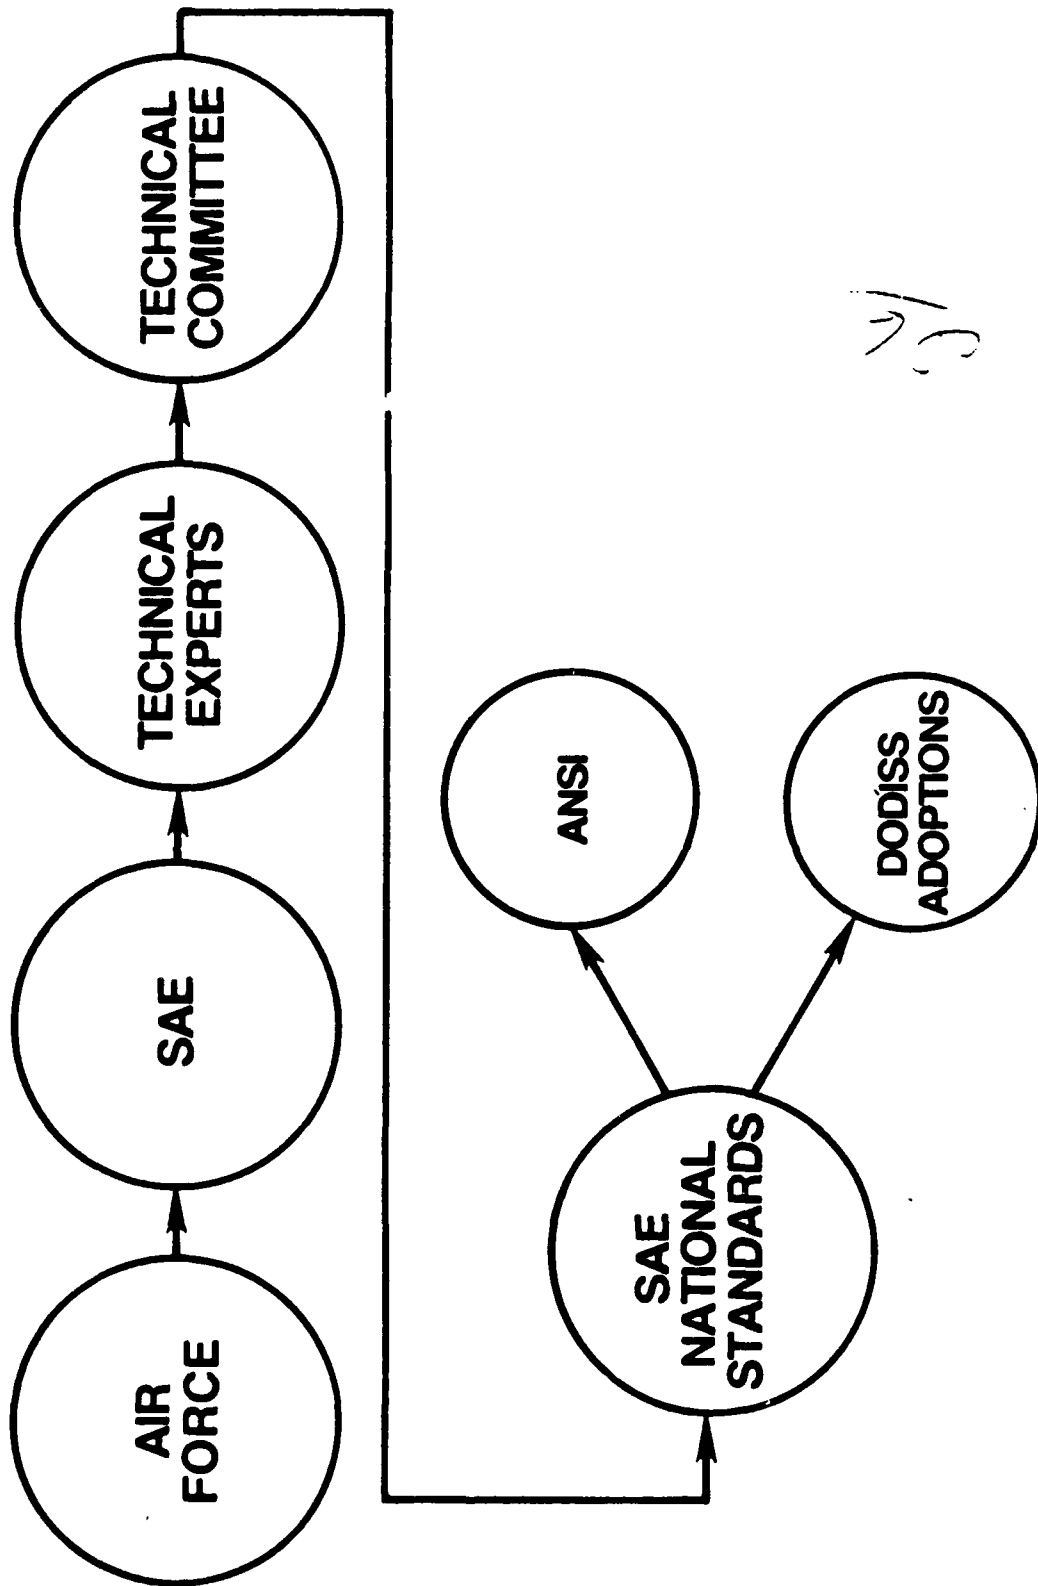 AIR
FORCE
SAE
TECHNICAL
EXPERTS
TECHNICAL
COMMITTEE
SAE
NATIONAL
STANDARDS
ANSI
DODISS
ADOPTIONS